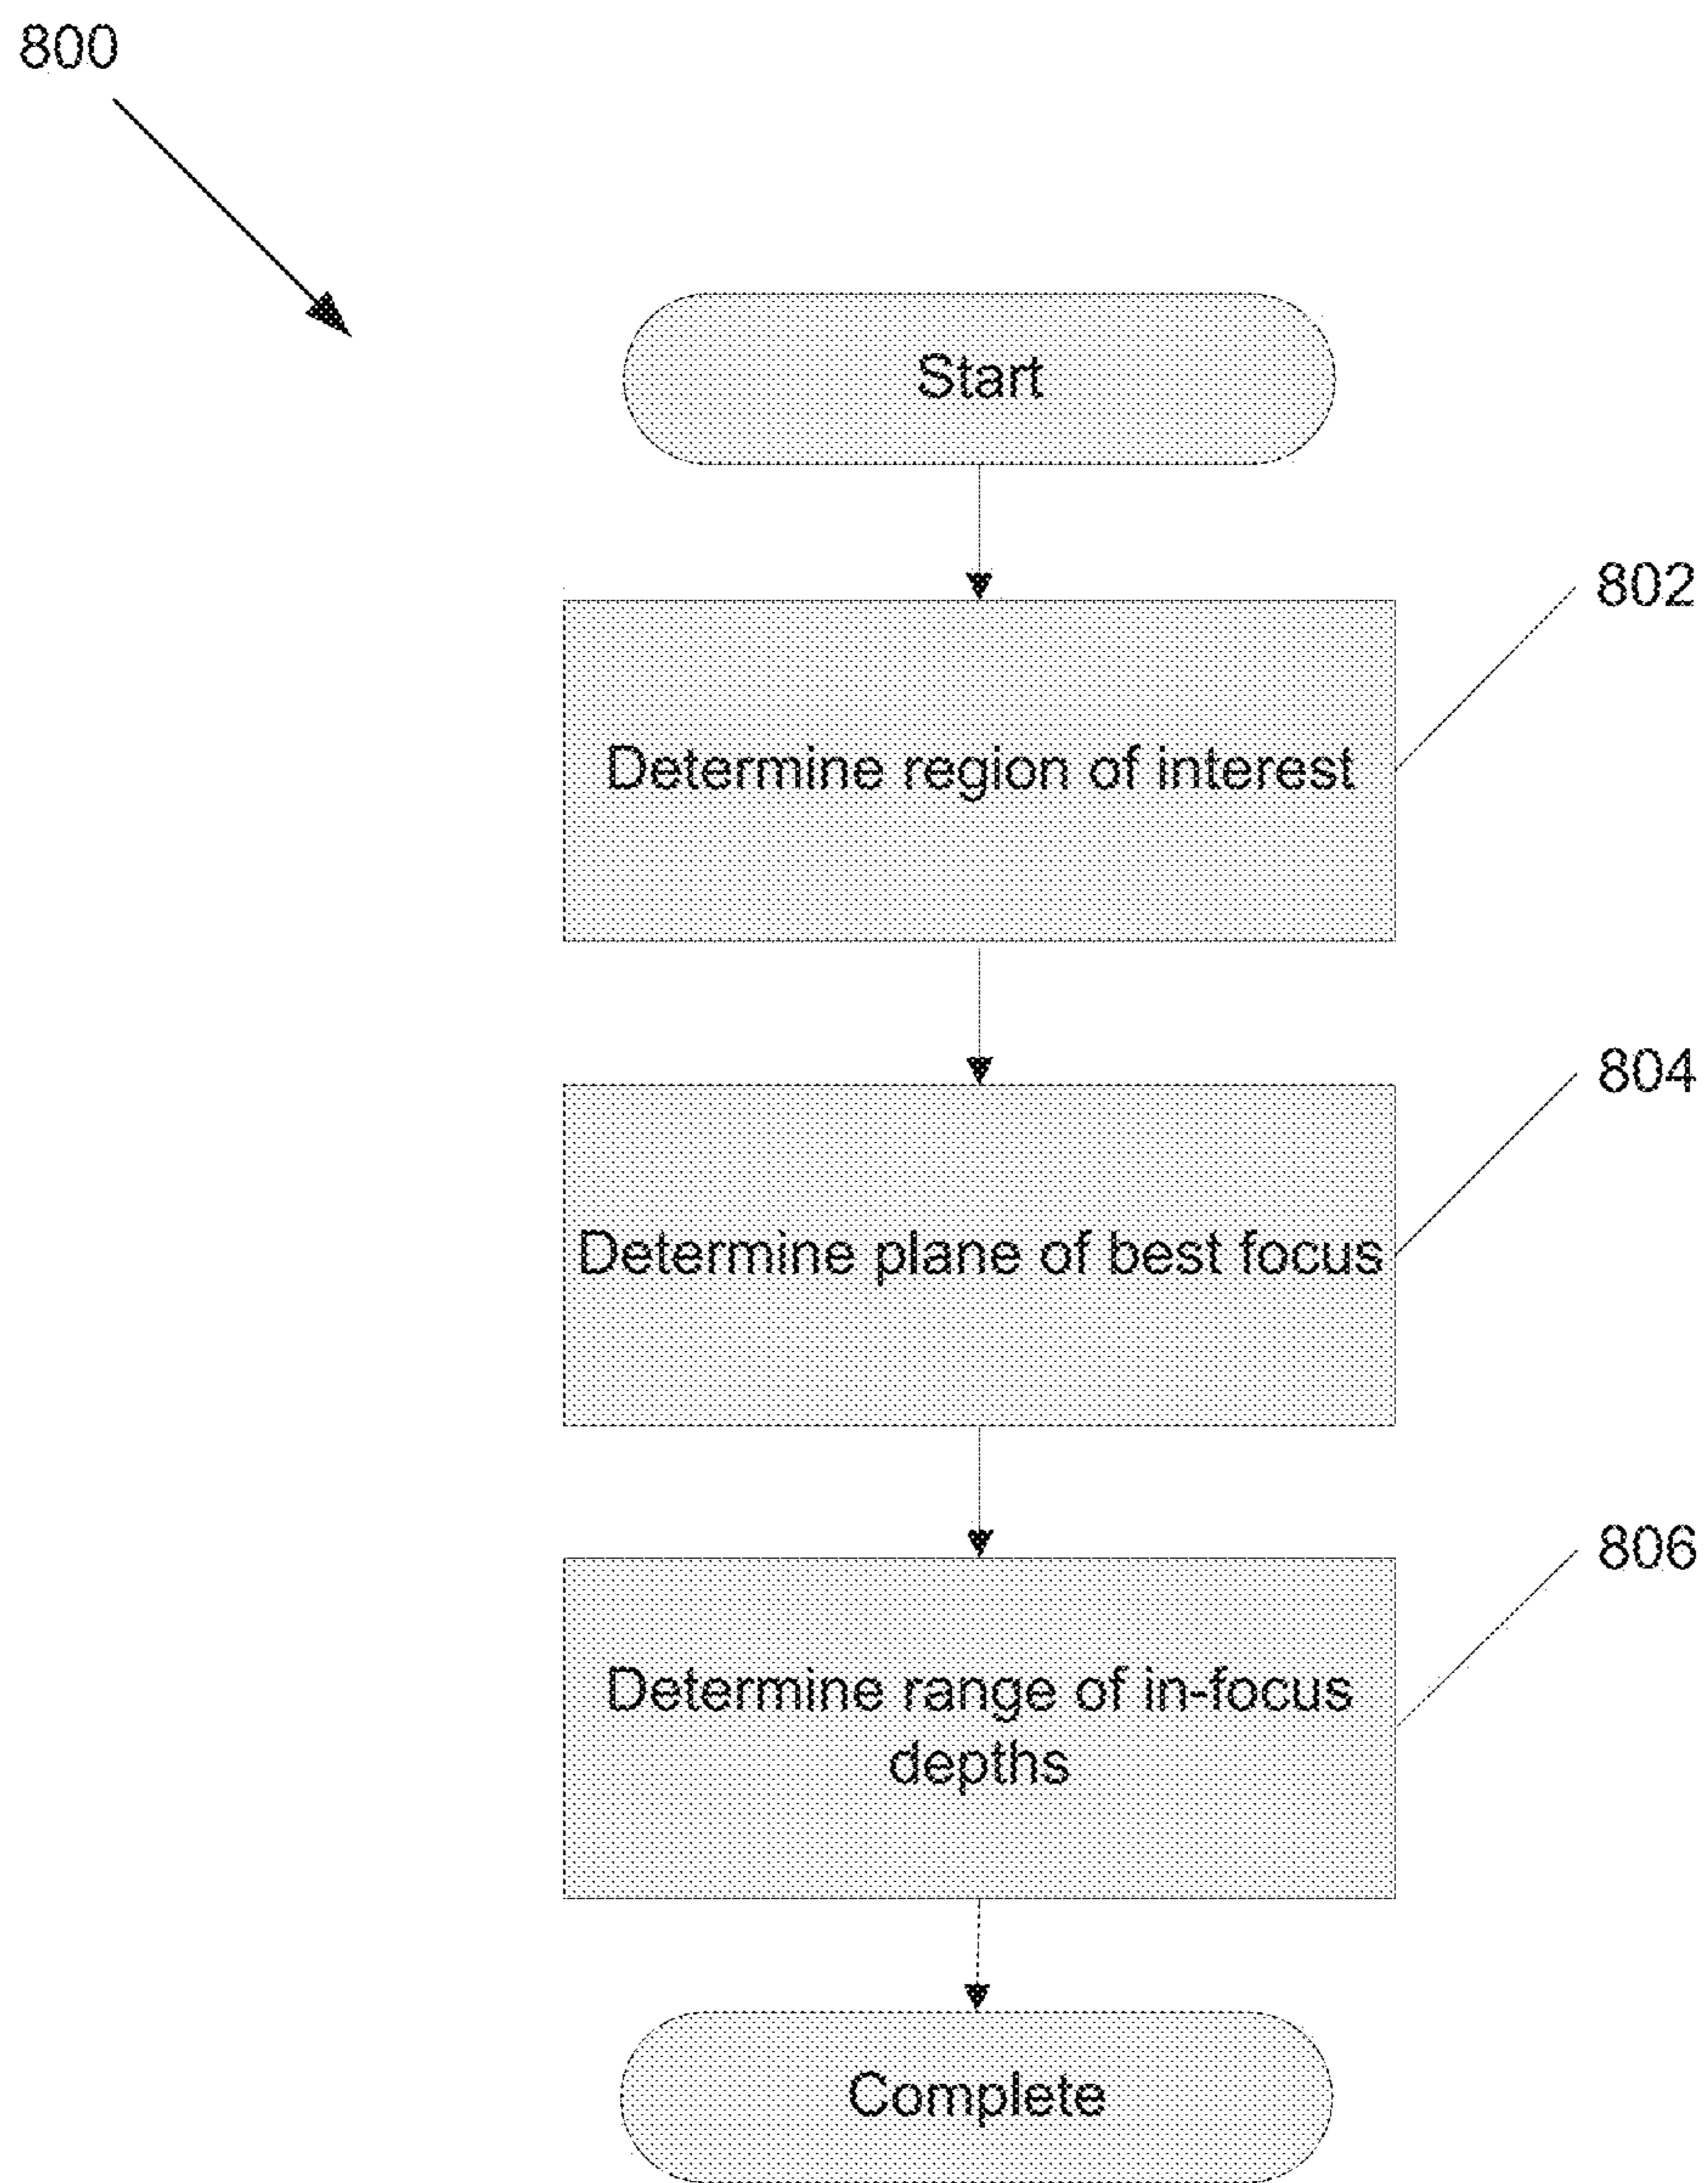 800
Start
802
Determine region of interest
804
Determine plane of best focus
806
Determine range of in-focus
depths
Complete